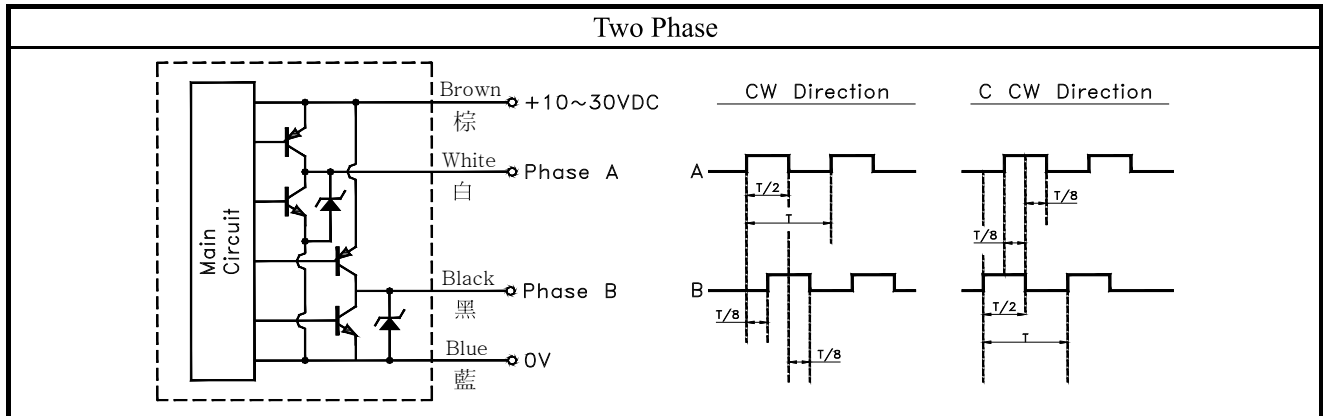 Two Phase
Main
Circuit
Brown
棕
+10~30VDC
White
白
Phase A
Black
黑
Phase B
Blue
藍
0V
CW Direction
A
T/2
T
B
T/8
T/8
C CW Direction
T/8
T/8
T/2
T